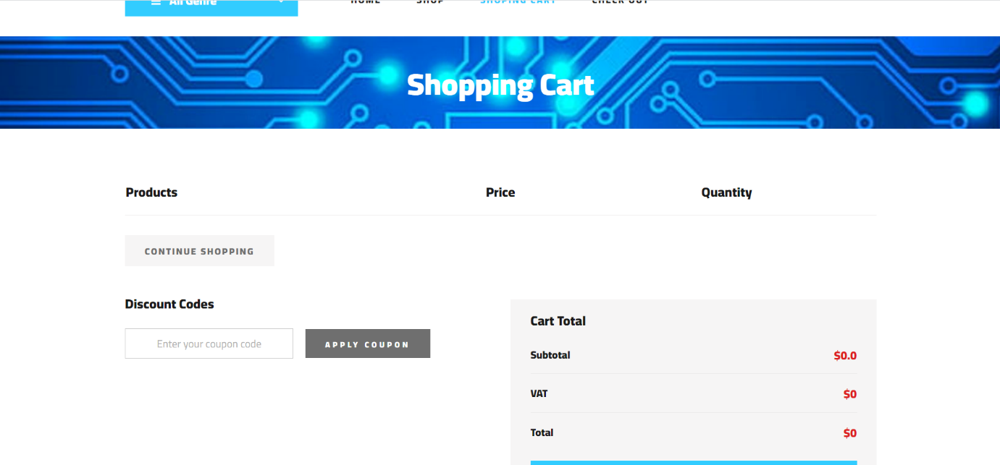 All Genre
HOME SHOP SHOPING CART CHECK OUT
Shopping Cart
Products Price Quantity
CONTINUE SHOPPING
Discount Codes
Enter your coupon code
APPLY COUPON
Cart Total
Subtotal $0.0
VAT $0
Total $0